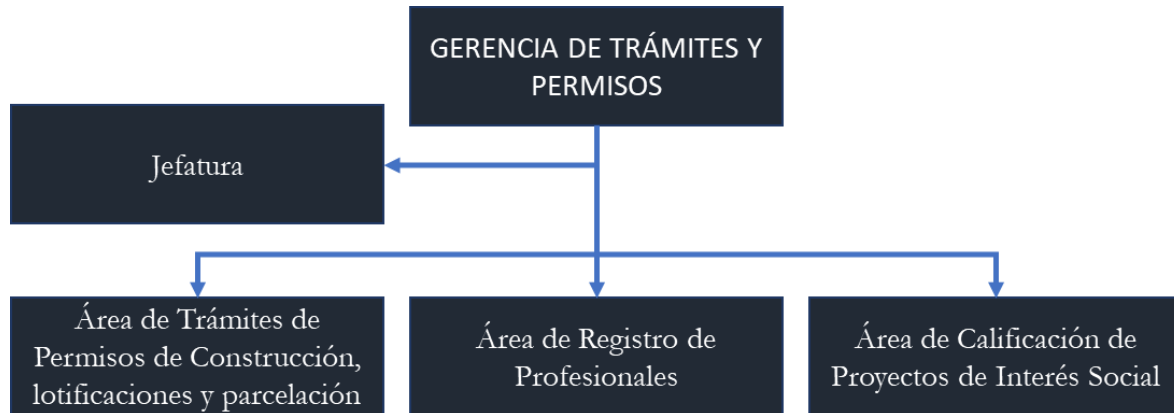 GERENCIA DE TRÁMITES Y
PERMISOS
Jefatura
Área de Trámites de
Permisos de Construcción,
lotificaciones y parcelación
Área de Registro de
Profesionales
Área de Calificación de
Proyectos de Interés Social